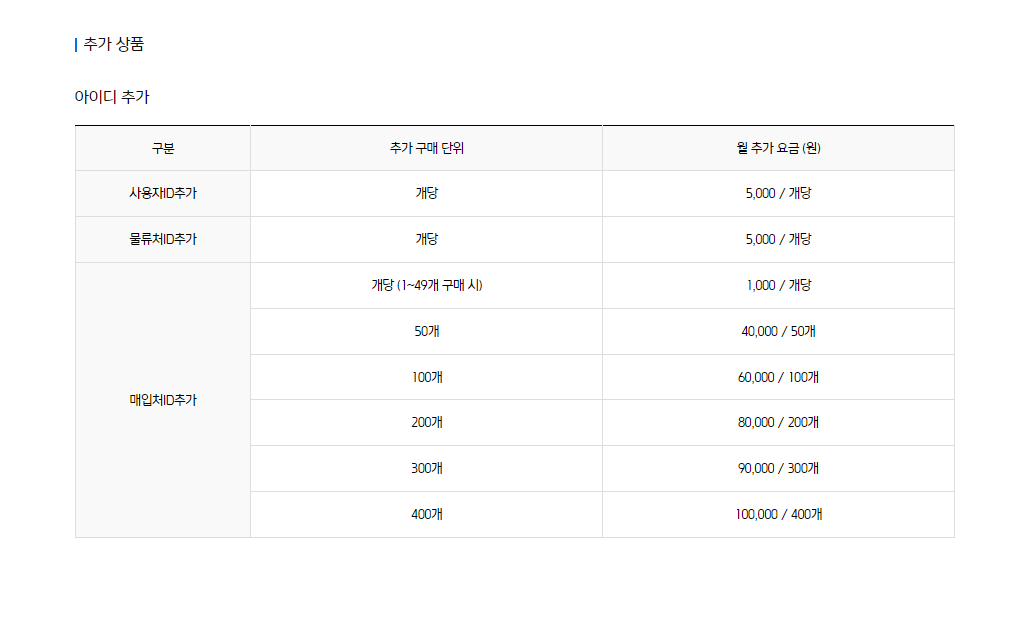 추가 상품
아이디 추가
구분 추가 구매 단위 월 추가 요금 (원)
사용자ID추가 개당 5,000 / 개당
물류처ID추가 개당 5,000 / 개당
매입처ID추가 개당 (1~49개 구매 시) 1,000 / 개당
50개 40,000 / 50개
100개 60,000 / 100개
200개 80,000 / 200개
300개 90,000 / 300개
400개 100,000 / 400개